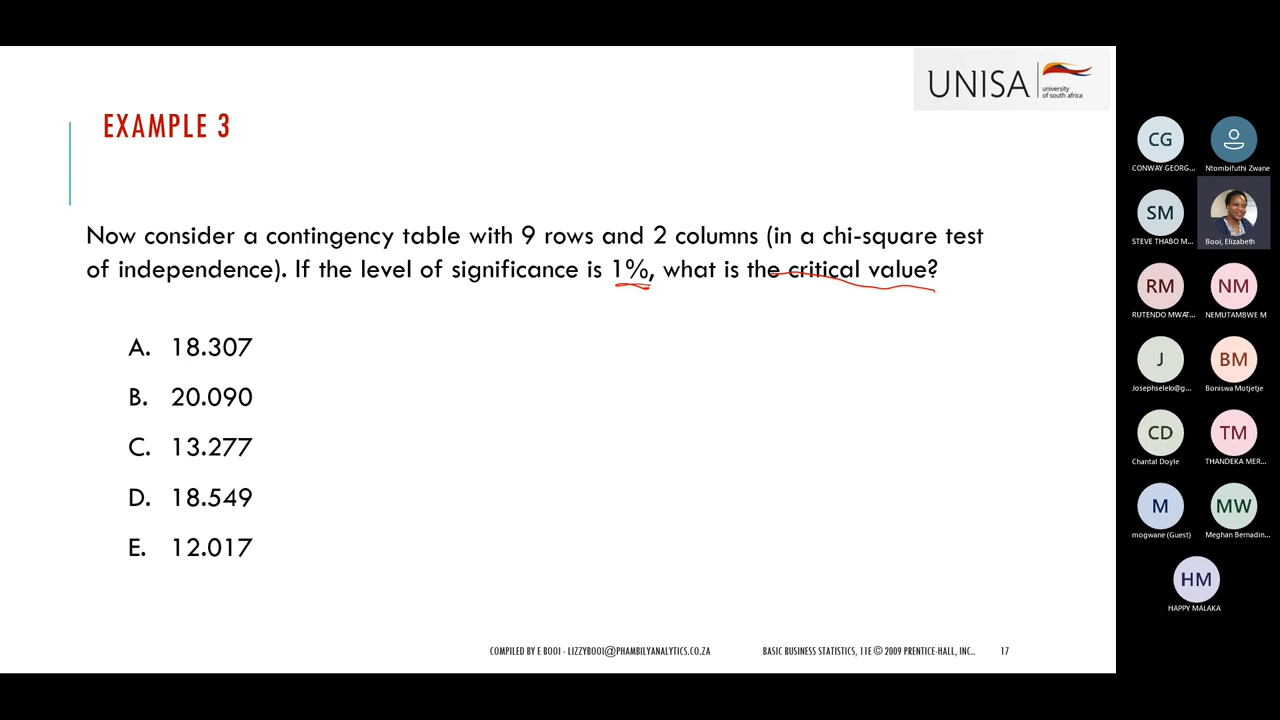 UNISA
university
of south africa
EXAMPLE 3
Now consider a contingency table with 9 rows and 2 columns (in a chi-square test
of independence). If the level of significance is 1%, what is the critical value?
A. 18.307
B. 20.090
C. 13.277
D. 18.549
E. 12.017
COMPILED BY E BOOI - LIZZYBOOI@PHAMBILYANALYTICS.CO.ZA
BASIC BUSINESS STATISTICS, 11E © 2009 PRENTICE-HALL, INC..
17
CG
CONWAY GEORG...
Ntombifuthi Zwane
SM
STEVE THABO M...
Booi, Elizabeth
RM
RUTENDO MWAT...
NM
NEMUTAMBWE M
J
Josephselelo@g...
BM
Boniswa Motjetje
CD
Chantal Doyle
TM
THANDEKA MER...
M
mogwane (Guest)
MW
Meghan Bernadin...
HM
HAPPY MALAKA